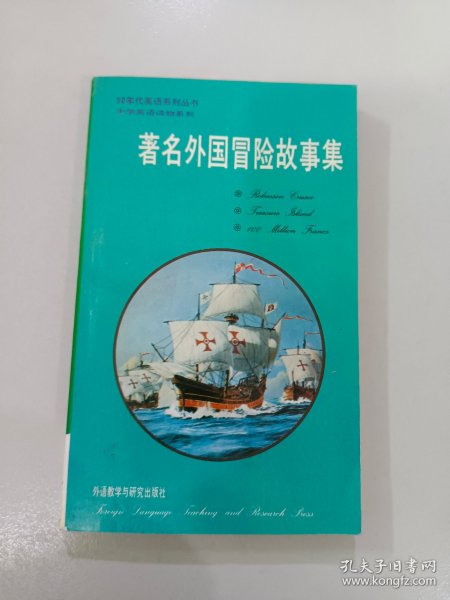 90年代英语系列丛书
中学英语读物系列
著名外国冒险故事集
Robinson Crusoe
Treasure Island
100 Million Francs
外语教学与研究出版社
Foreign Language Teaching and Research Press
孔夫子旧书网
www.kongfz.com